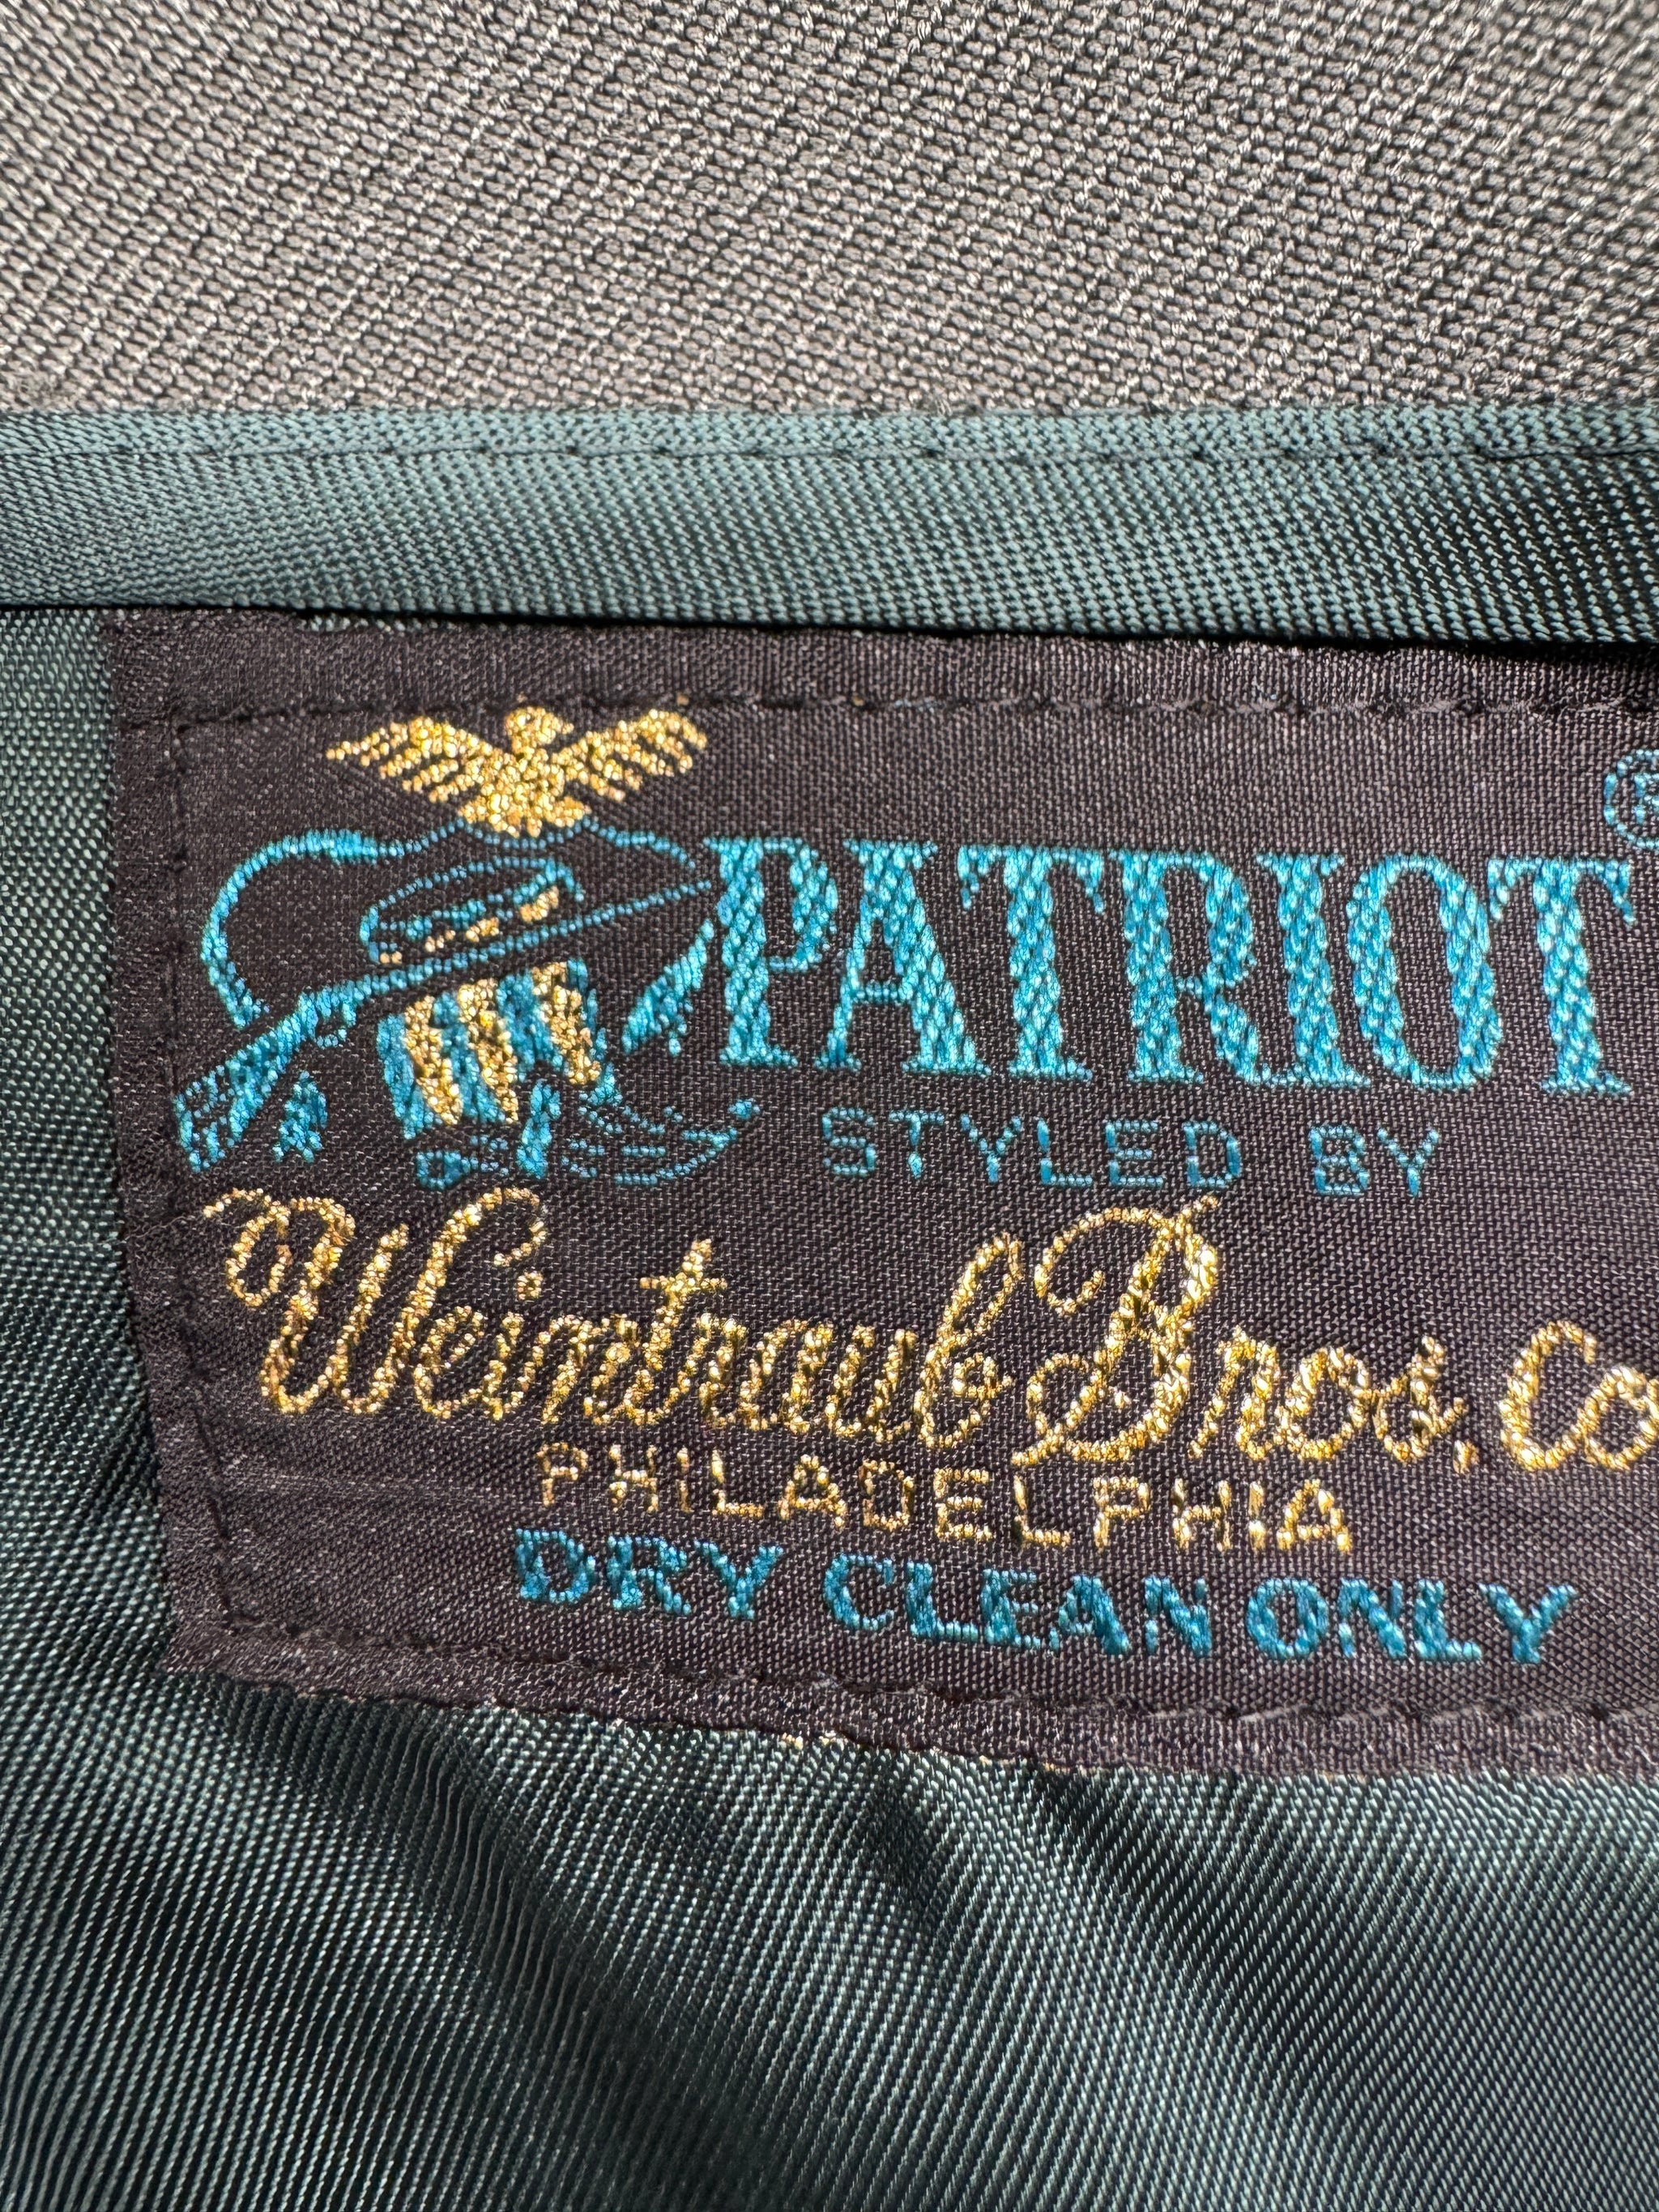 PATRIOT®
STYLED BY
Weintraub Bros. Co
PHILADELPHIA
DRY CLEAN ONLY